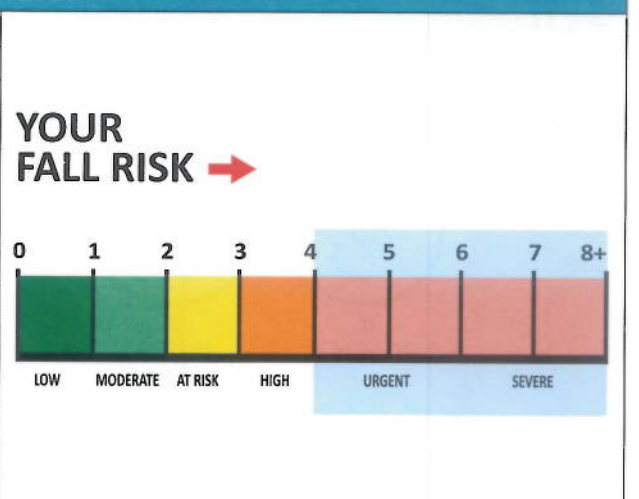 YOUR
FALL RISK
0 1 2 3 4 5 6 7 8+
LOW MODERATE AT RISK HIGH URGENT SEVERE